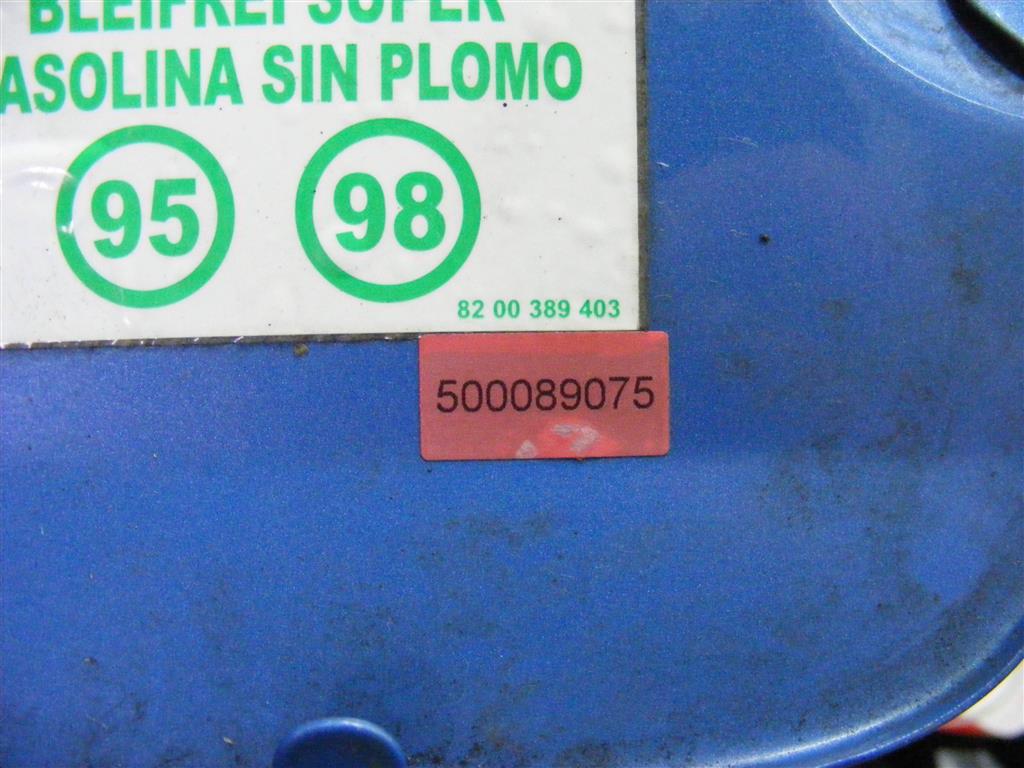 BLEIFREI SUPER
ASOLINA SIN PLOMO
95 98
82 00 389 403
500089075